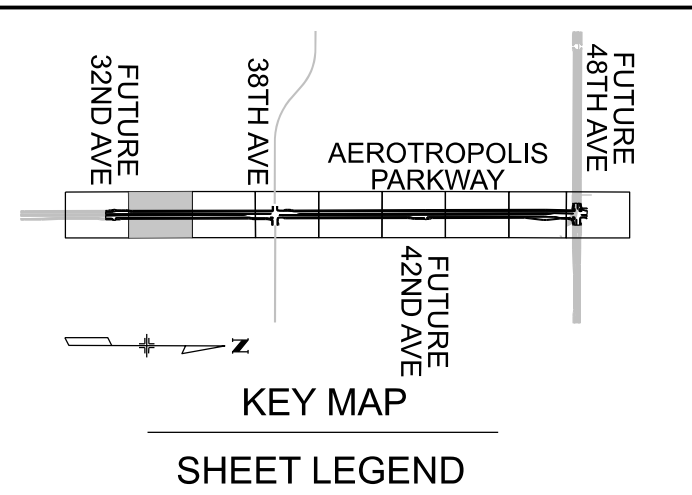 FUTURE
32ND AVE
38TH AVE
AEROTROPOLIS
PARKWAY
FUTURE
48TH AVE
FUTURE
42ND AVE
N
KEY MAP
SHEET LEGEND